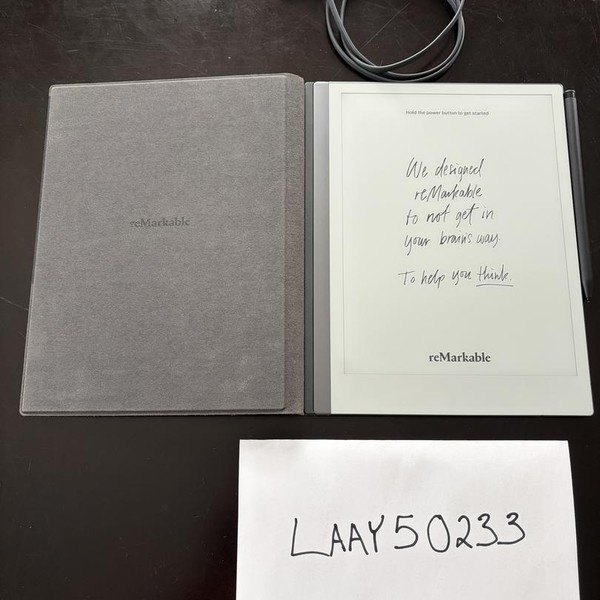 reMarkable
Hold the power button to get started
We designed
reMarkable
to not get in
your brain's way.
To help you think.
reMarkable
LAAY50233